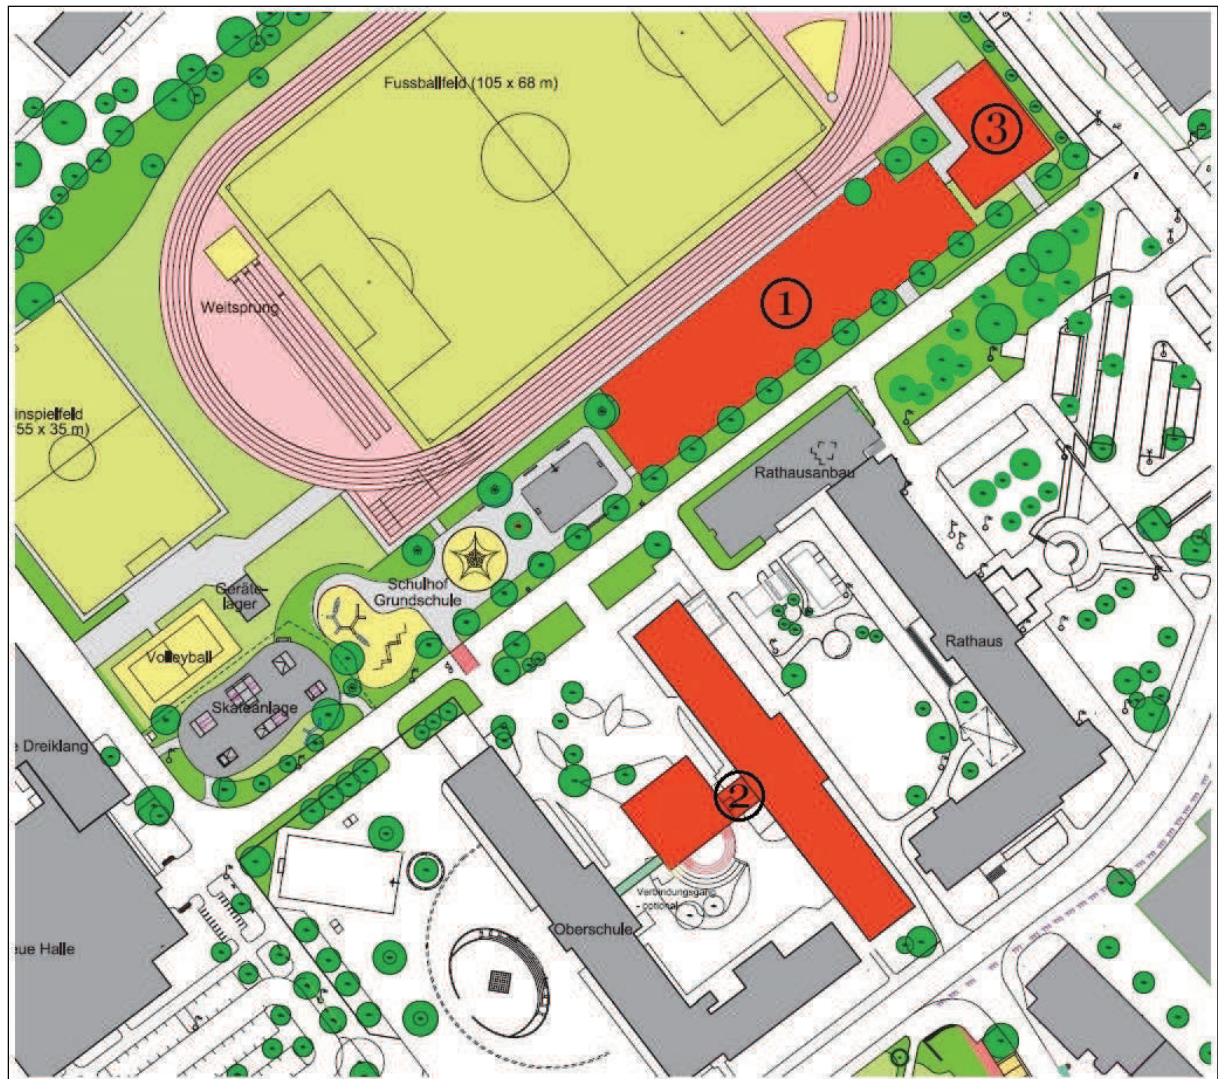 Fussballfeld (105 x 68 m)
3
Weitsprung
1
inspielfeld
55 x 35 m)
Rathausanbau
Schulhof
Grundschule
Geräte-
lager
Volleyball
Rathaus
Skateanlage
e Dreiklang
2
Verbindungsgang
- optional
Oberschule
eue Halle